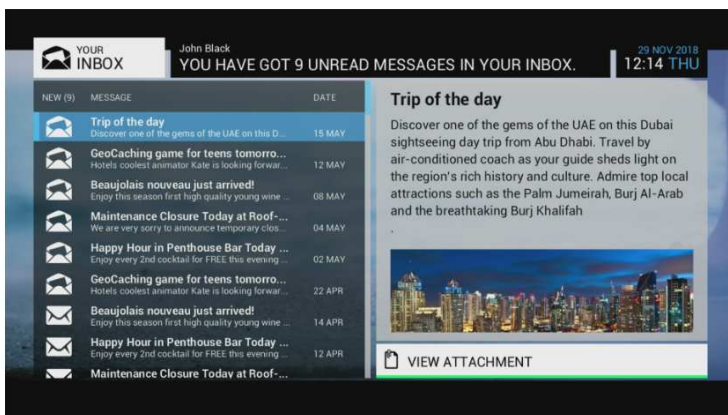 YOUR
INBOX
John Black
YOU HAVE GOT 9 UNREAD MESSAGES IN YOUR INBOX.
29 NOV 2018
12:14 THU
NEW (9) MESSAGE DATE
Trip of the day
Discover one of the gems of the UAE on this D... 15 MAY
GeoCaching game for teens tomorro...
Hotels coolest animator Kate is looking forwar... 12 MAY
Beaujolais nouveau just arrived!
Enjoy this season first high quality young wine ... 08 MAY
Maintenance Closure Today at Roof-...
We are very sorry to announce temporary clos... 04 MAY
Happy Hour in Penthouse Bar Today ...
Enjoy every 2nd cocktail for FREE this evening ... 02 MAY
GeoCaching game for teens tomorro...
Hotels coolest animator Kate is looking forwar... 22 APR
Beaujolais nouveau just arrived!
Enjoy this season first high quality young wine ... 14 APR
Happy Hour in Penthouse Bar Today ...
Enjoy every 2nd cocktail for FREE this evening ... 12 APR
Maintenance Closure Today at Roof-...
Trip of the day
Discover one of the gems of the UAE on this Dubai
sightseeing day trip from Abu Dhabi. Travel by
air-conditioned coach as your guide sheds light on
the region's rich history and culture. Admire top local
attractions such as the Palm Jumeirah, Burj Al-Arab
and the breathtaking Burj Khalifah
.
VIEW ATTACHMENT